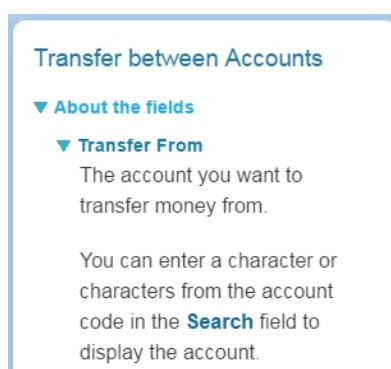 Transfer between Accounts
About the fields
Transfer From
The account you want to
transfer money from.
You can enter a character or
characters from the account
code in the Search field to
display the account.